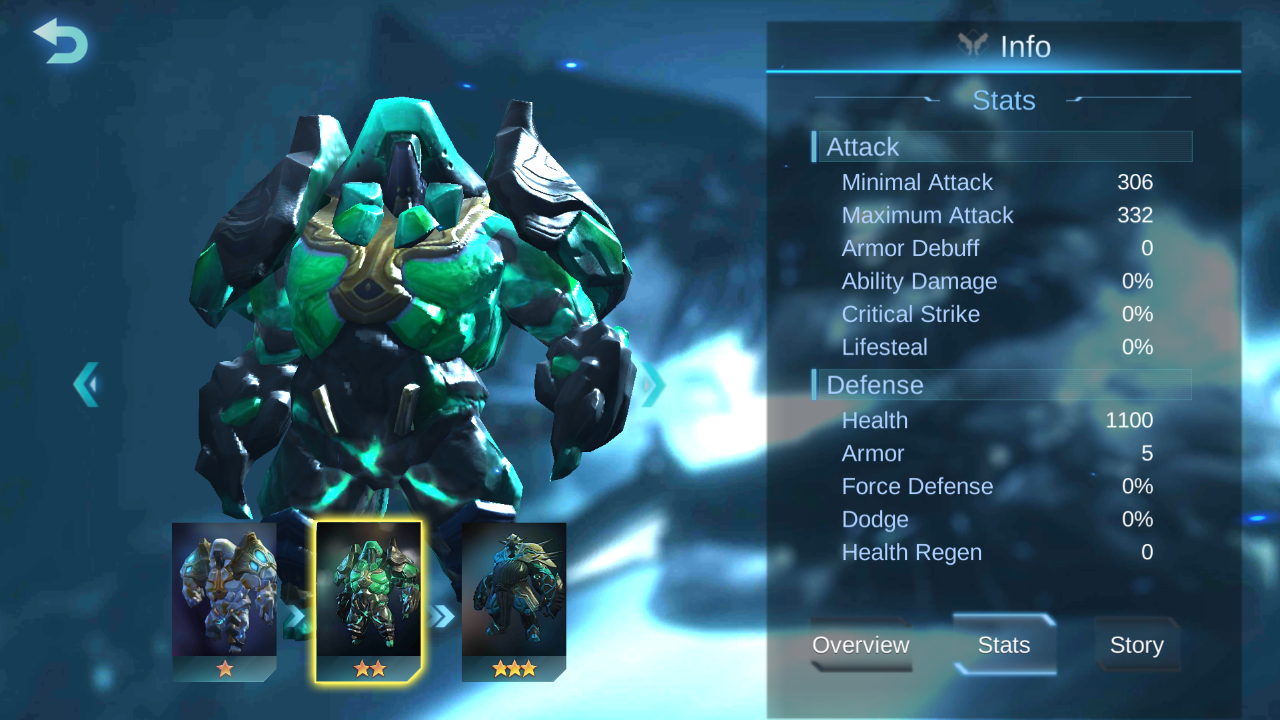 Info
Stats
Attack
Minimal Attack 306
Maximum Attack 332
Armor Debuff 0
Ability Damage 0%
Critical Strike 0%
Lifesteal 0%
Defense
Health 1100
Armor 5
Force Defense 0%
Dodge 0%
Health Regen 0
Overview Stats Story